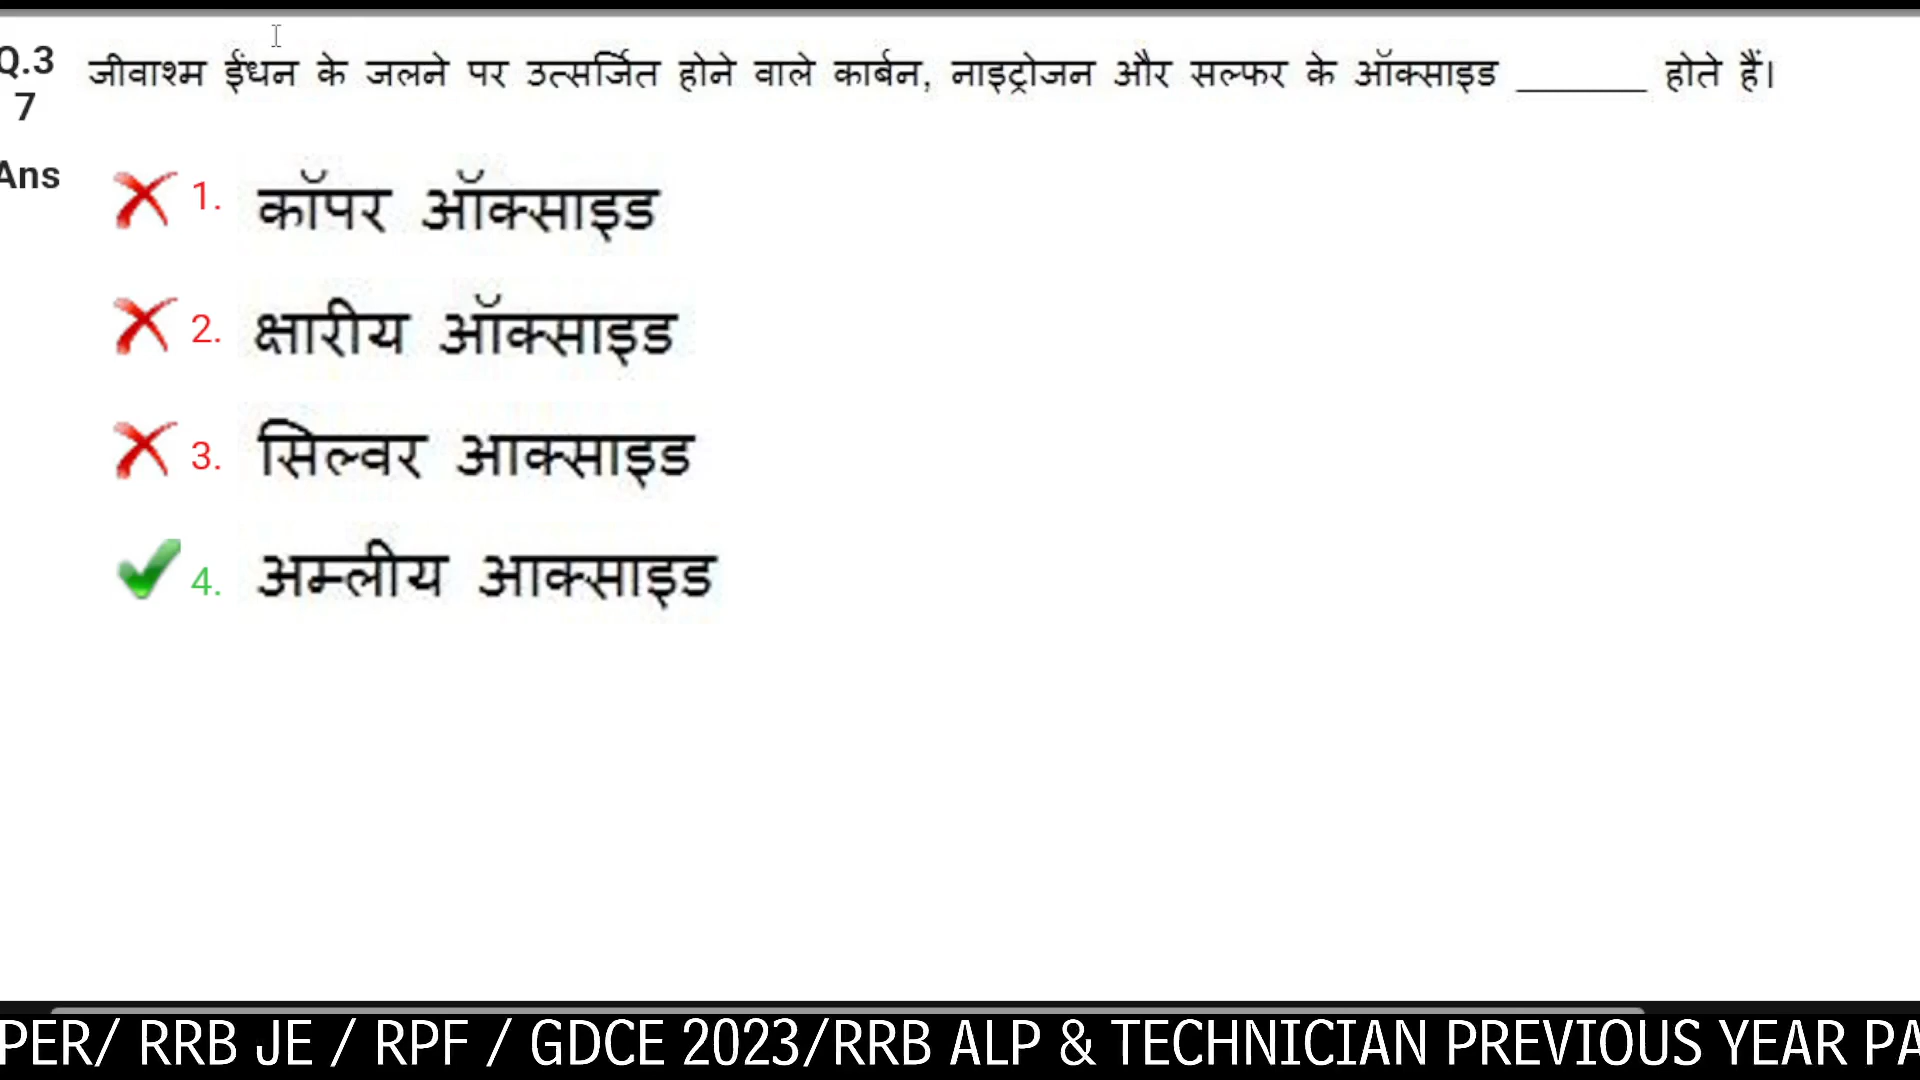 Q.3 जीवाश्म ईंधन के जलने पर उत्सर्जित होने वाले कार्बन, नाइट्रोजन और सल्फर के ऑक्साइड _______ होते हैं।
7
Ans
1. कॉपर ऑक्साइड
2. क्षारीय ऑक्साइड
3. सिल्वर आक्साइड
4. अम्लीय आक्साइड
PER/ RRB JE / RPF / GDCE 2023/RRB ALP & TECHNICIAN PREVIOUS YEAR PA